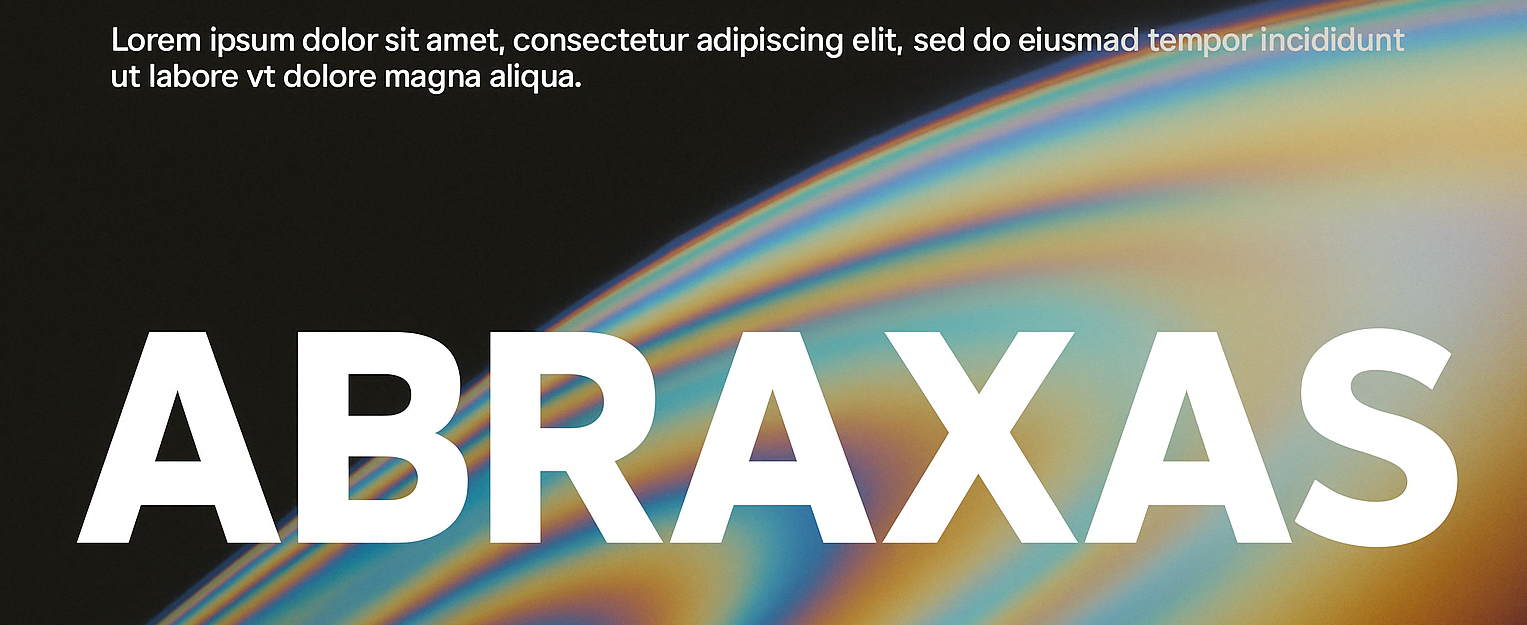 Lorem ipsum dolor sit amet, consectetur adipiscing elit, sed do eiusmad tempor incididunt
ut labore vt dolore magna aliqua.
ABRAXAS